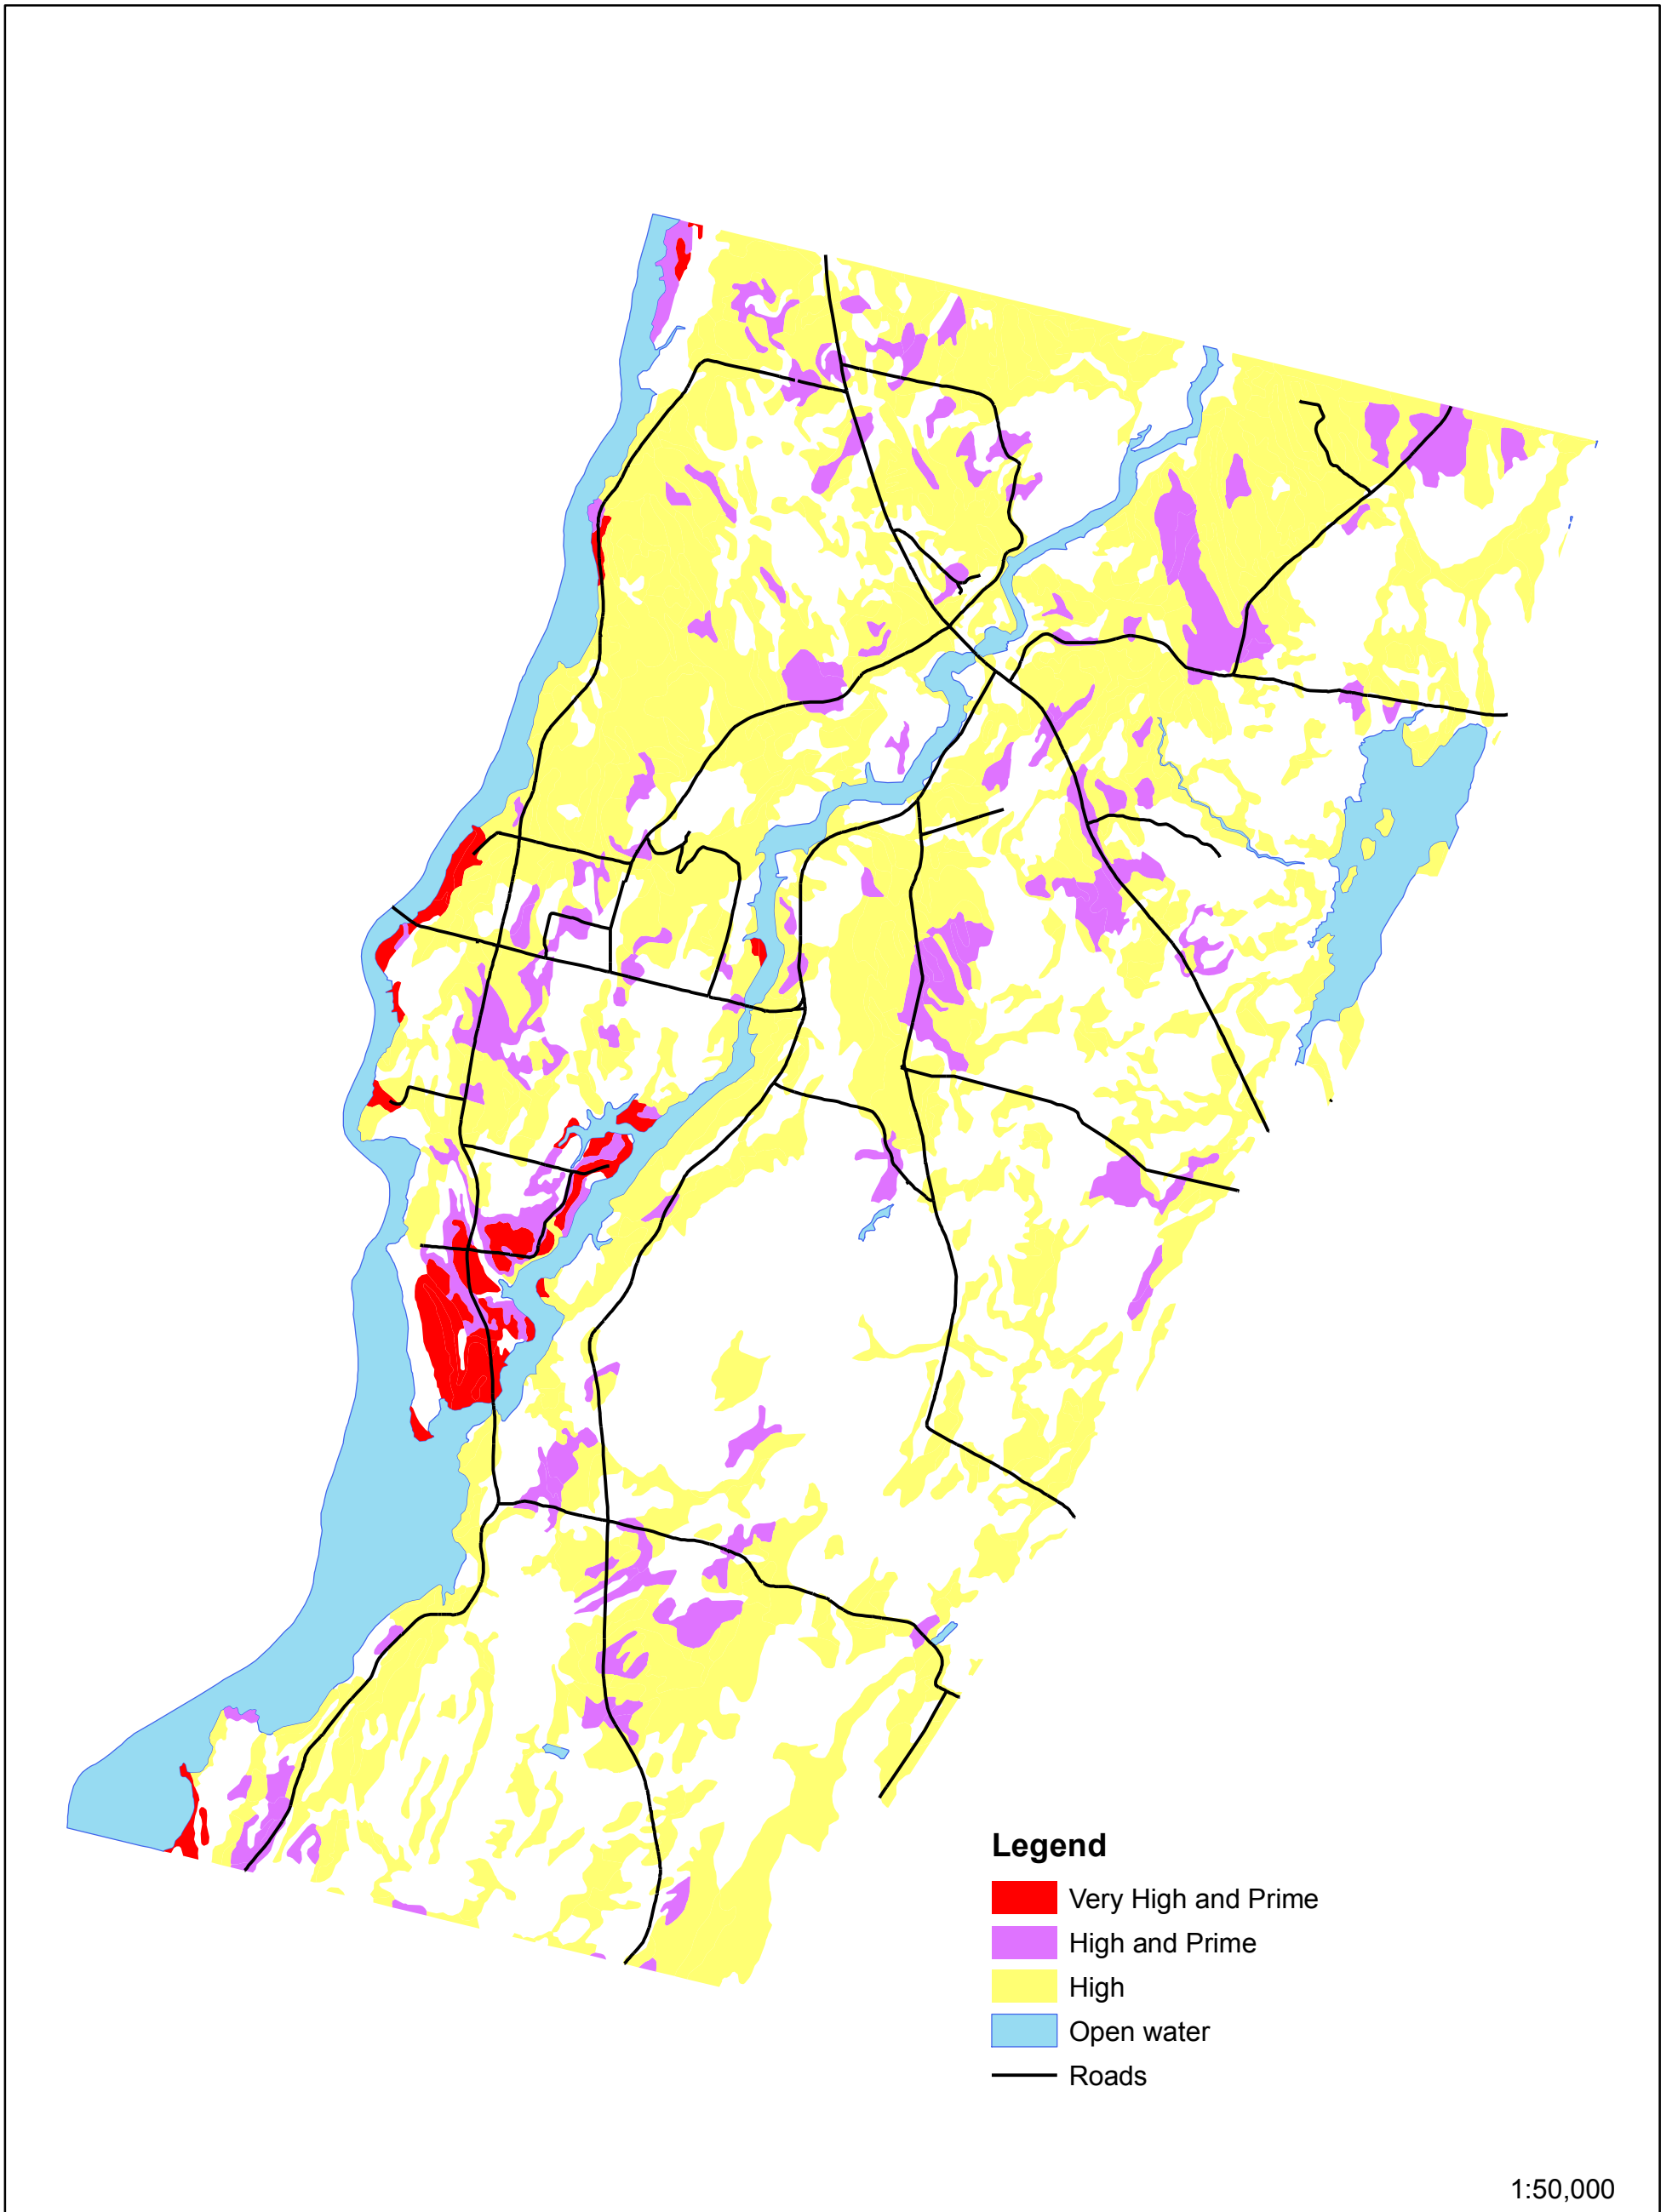 Legend
Very High and Prime
High and Prime
High
Open water
Roads
1:50,000